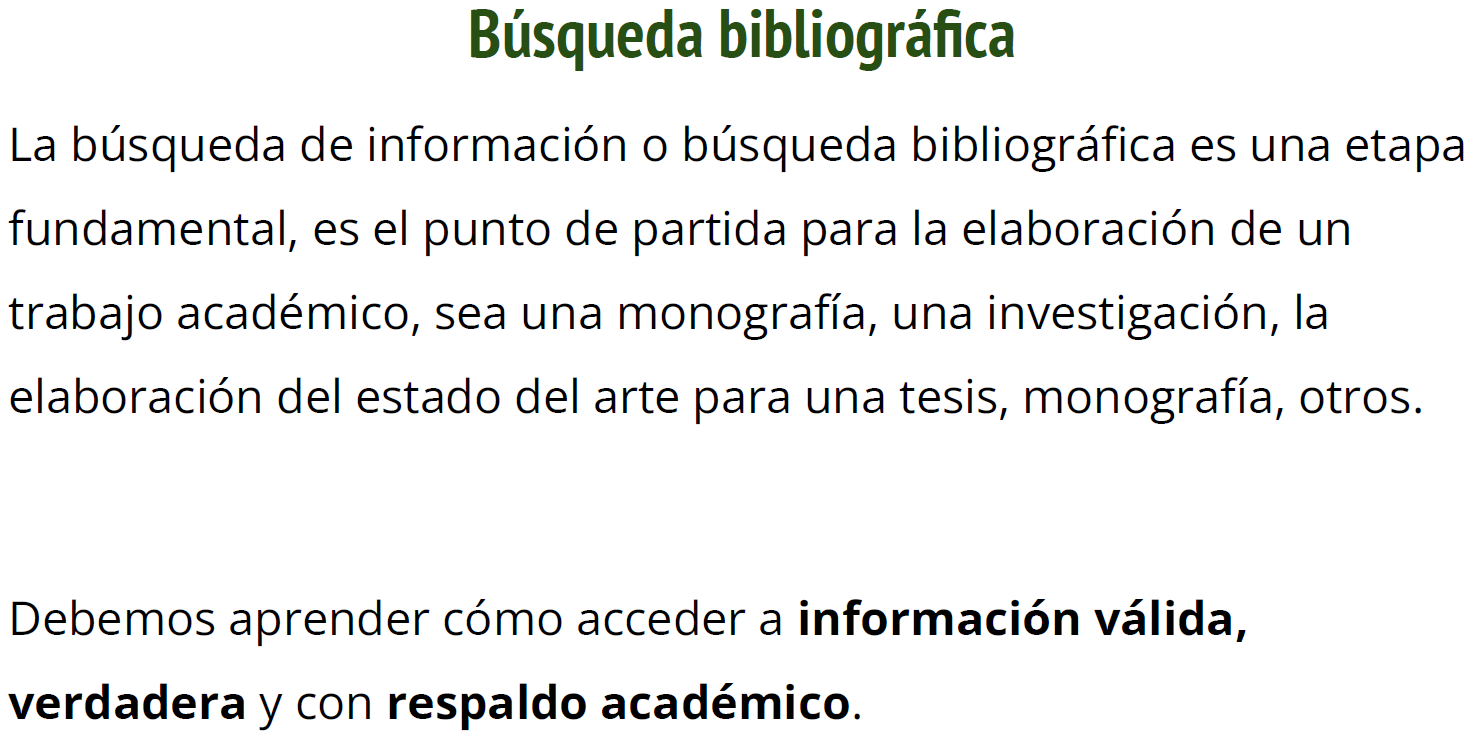 Búsqueda bibliográfica
La búsqueda de información o búsqueda bibliográfica es una etapa
fundamental, es el punto de partida para la elaboración de un
trabajo académico, sea una monografía, una investigación, la
elaboración del estado del arte para una tesis, monografía, otros.
Debemos aprender cómo acceder a información válida,
verdadera y con respaldo académico.